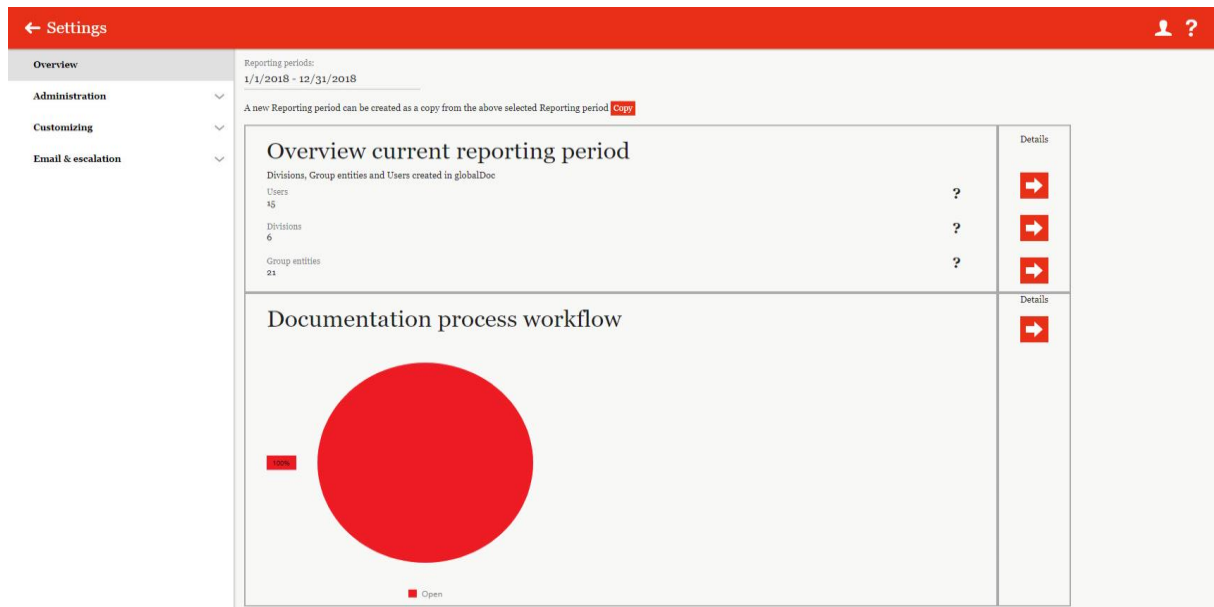 ← Settings
?
Overview
Administration
Customizing
Email & escalation
Reporting periods:
1/1/2018 - 12/31/2018
A new Reporting period can be created as a copy from the above selected Reporting period Copy
Overview current reporting period
Details
Divisions, Group entities and Users created in globalDoc
Users
?
15
Divisions
?
6
Group entities
?
21
Documentation process workflow
Details
100%
Open